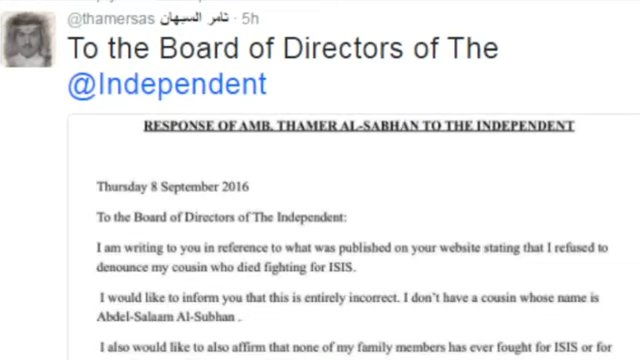 @thamersas ثامر السبهان · 5h
To the Board of Directors of The
@Independent
RESPONSE OF AMB. THAMER AL-SABHAN TO THE INDEPENDENT
Thursday 8 September 2016
To the Board of Directors of The Independent:
I am writing to you in reference to what was published on your website stating that I refused to
denounce my cousin who died fighting for ISIS.
I would like to inform you that this is entirely incorrect. I don't have a cousin whose name is
Abdel-Salaam Al-Subhan .
I also would like to also affirm that none of my family members has ever fought for ISIS or for